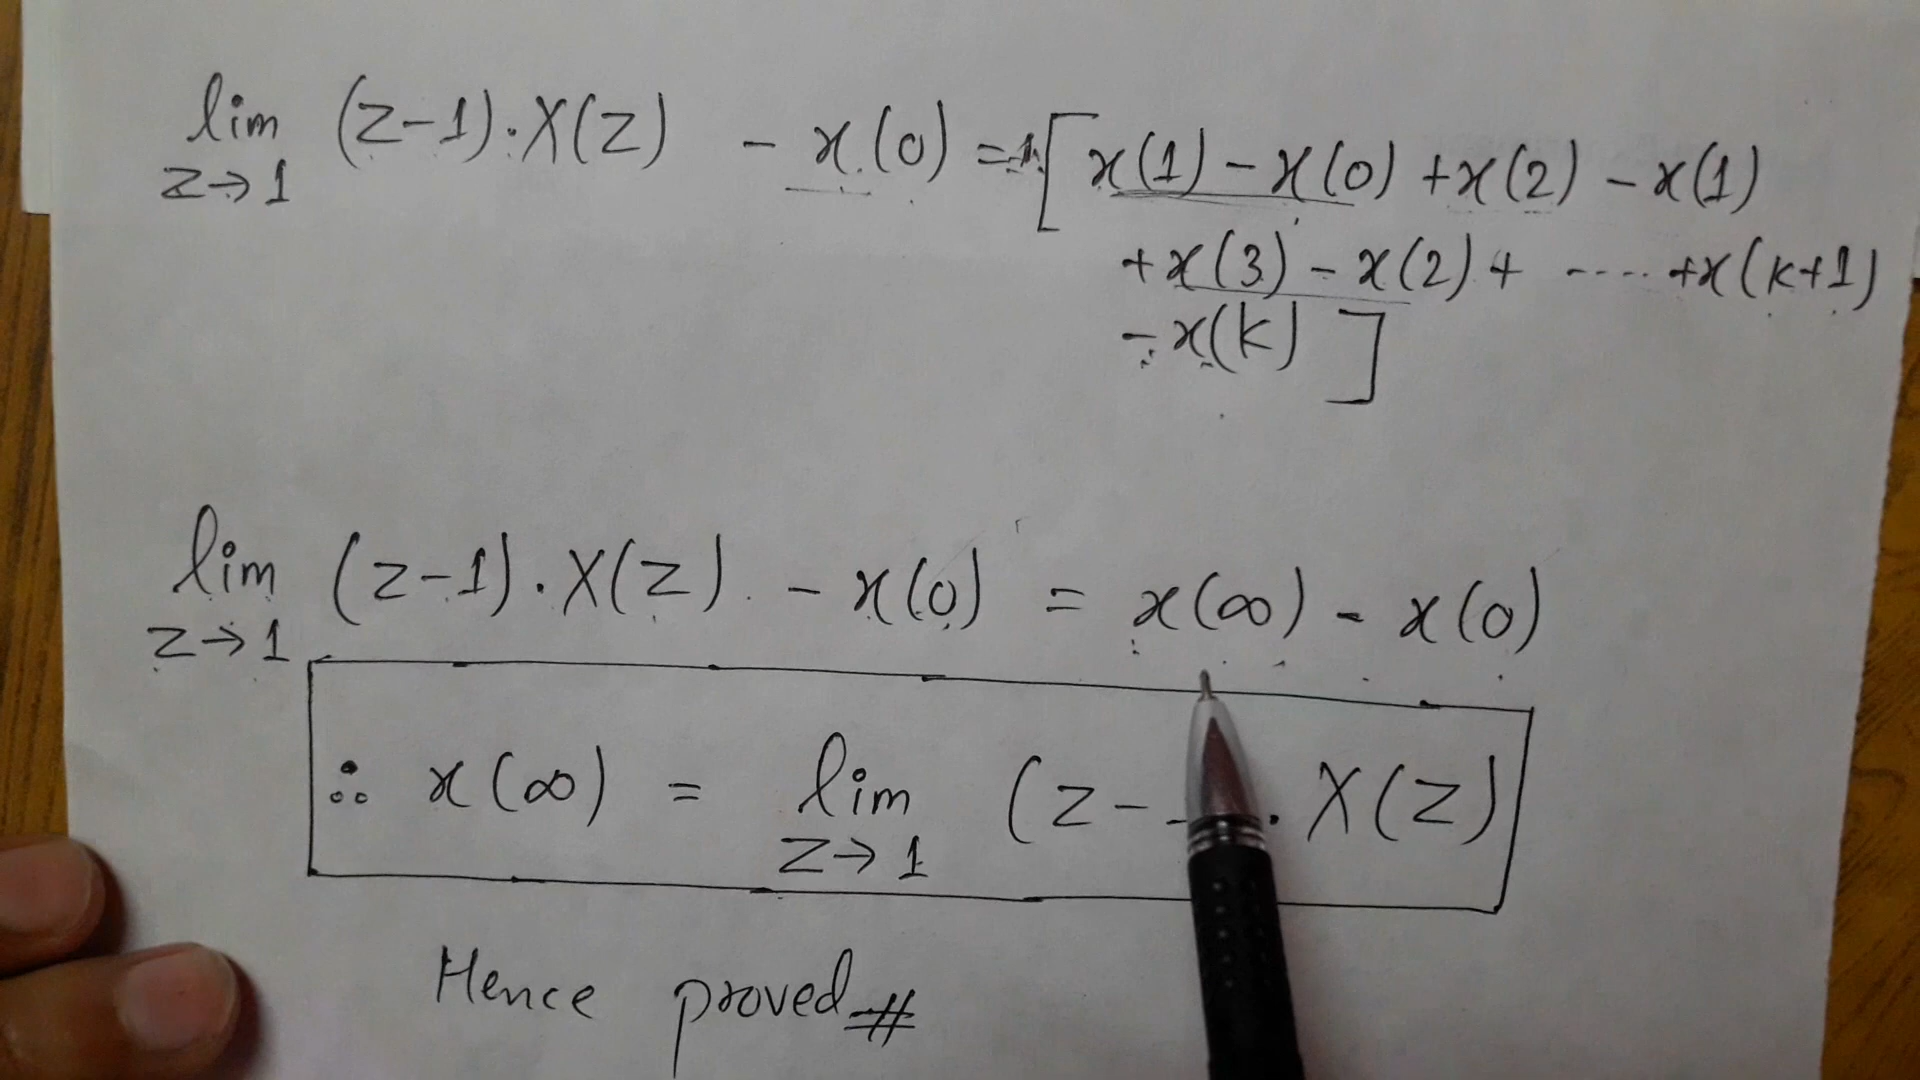 lim (z-1)·X(z) - x(0) = [x(1) - x(0) + x(2) - x(1)
z→1
+x(3) - x(2) + ..... +x(k+1)
- x(k)]
lim (z-1)·X(z) - x(0) = x(∞) - x(0)
z→1
∴ x(∞) = lim (z- . X(z)
z→1
Hence proved #